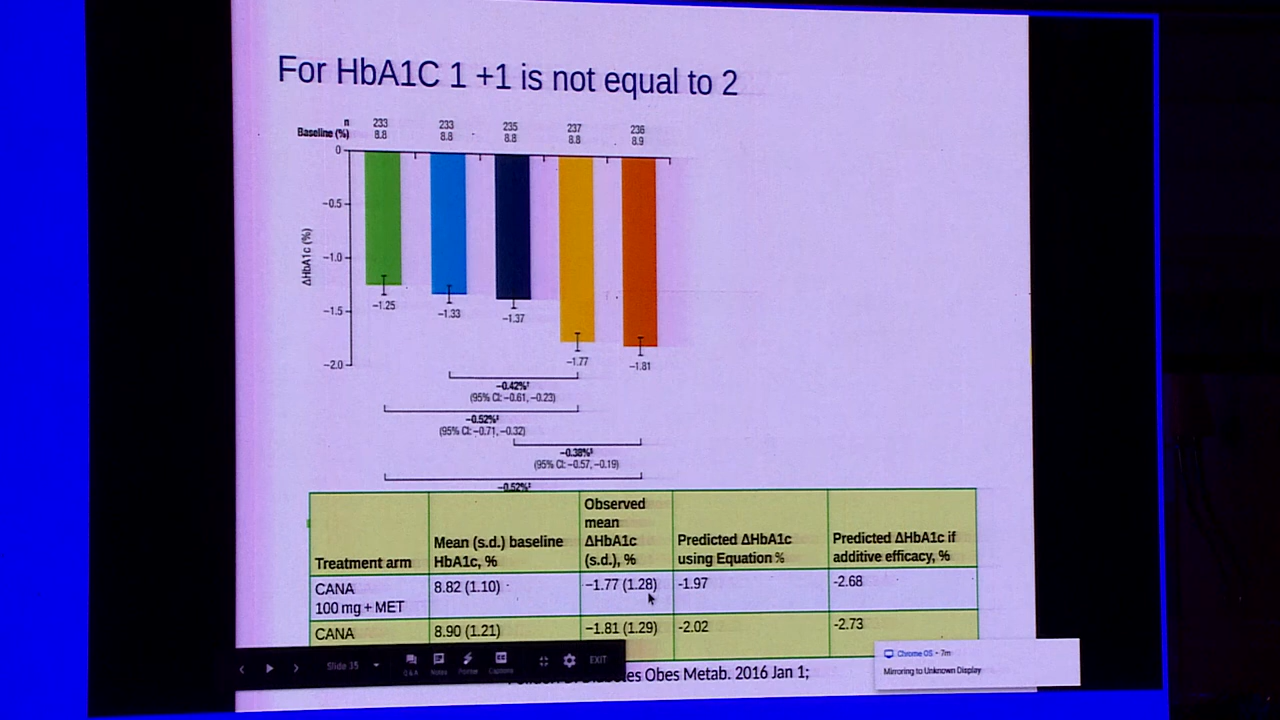 For HbA1C 1 +1 is not equal to 2
n 233 233 235 237 236
Baseline (%) 8.8 8.8 8.8 8.8 8.9
0
−0.5
−1.0
−1.5
−2.0
ΔHbA1c (%)
−1.25
−1.33
−1.37
−1.77
−1.81
−0.42%
(95% CI: −0.61, −0.23)
−0.52%
(95% CI: −0.71, −0.32)
−0.38%
(95% CI: −0.57, −0.19)
−0.52%
Treatment arm
Mean (s.d.) baseline
HbA1c, %
Observed
mean
ΔHbA1c
(s.d.), %
Predicted ΔHbA1c
using Equation %
Predicted ΔHbA1c if
additive efficacy, %
CANA
100 mg + MET
8.82 (1.10)
−1.77 (1.28)
-1.97
-2.68
CANA
8.90 (1.21)
−1.81 (1.29)
-2.02
-2.73
Obes Metab. 2016 Jan 1;
Slide 35
Q&A
Notes
Pointer
Captions
EXIT
Chrome OS • 7m
Mirroring to Unknown Display